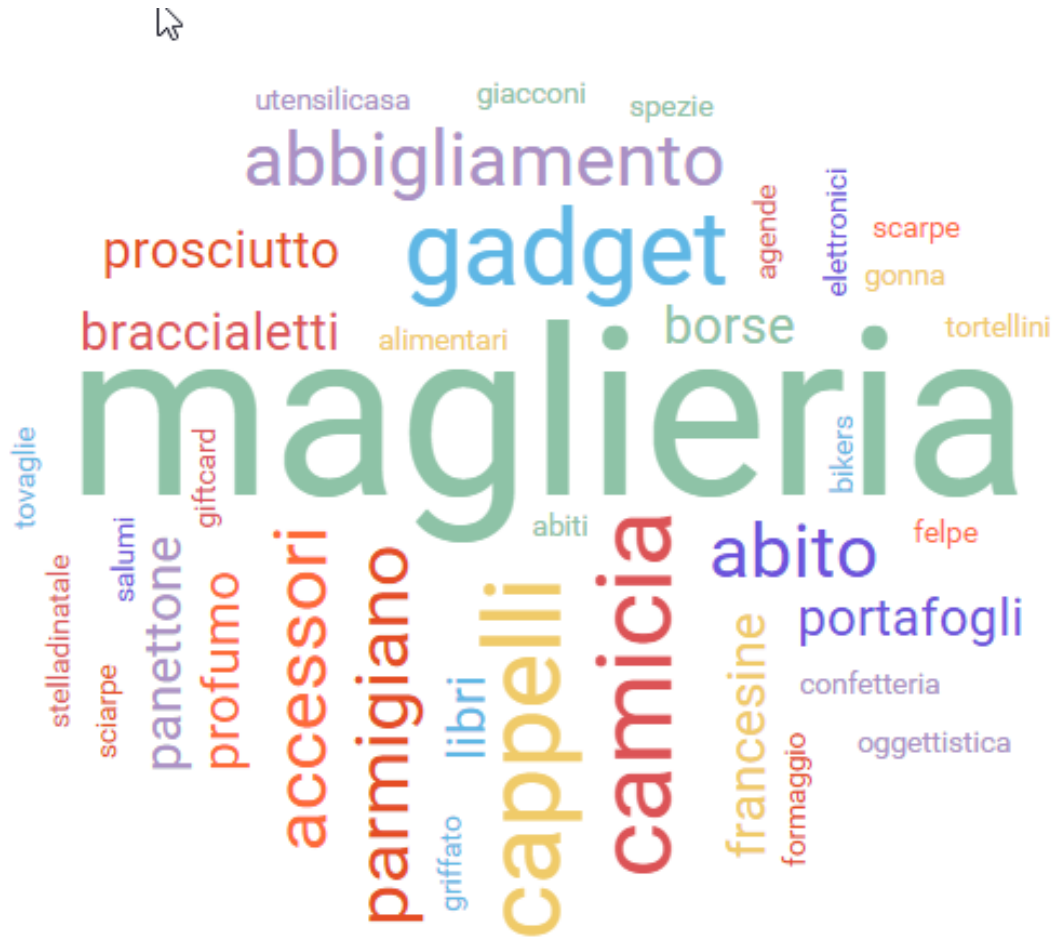 utensilicasa
giacconi
spezie
abbigliamento
agende
elettronici
scarpe
prosciutto
gadget
gonna
braccialetti
alimentari
borse
tortellini
maglieria
tovaglie
giftcard
bikers
salumi
abiti
abito
felpe
stelladinatale
sciarpe
panettone
profumo
accessori
parmigiano
libri
griffato
cappelli
camicia
francesine
formaggio
portafogli
confetteria
oggettistica